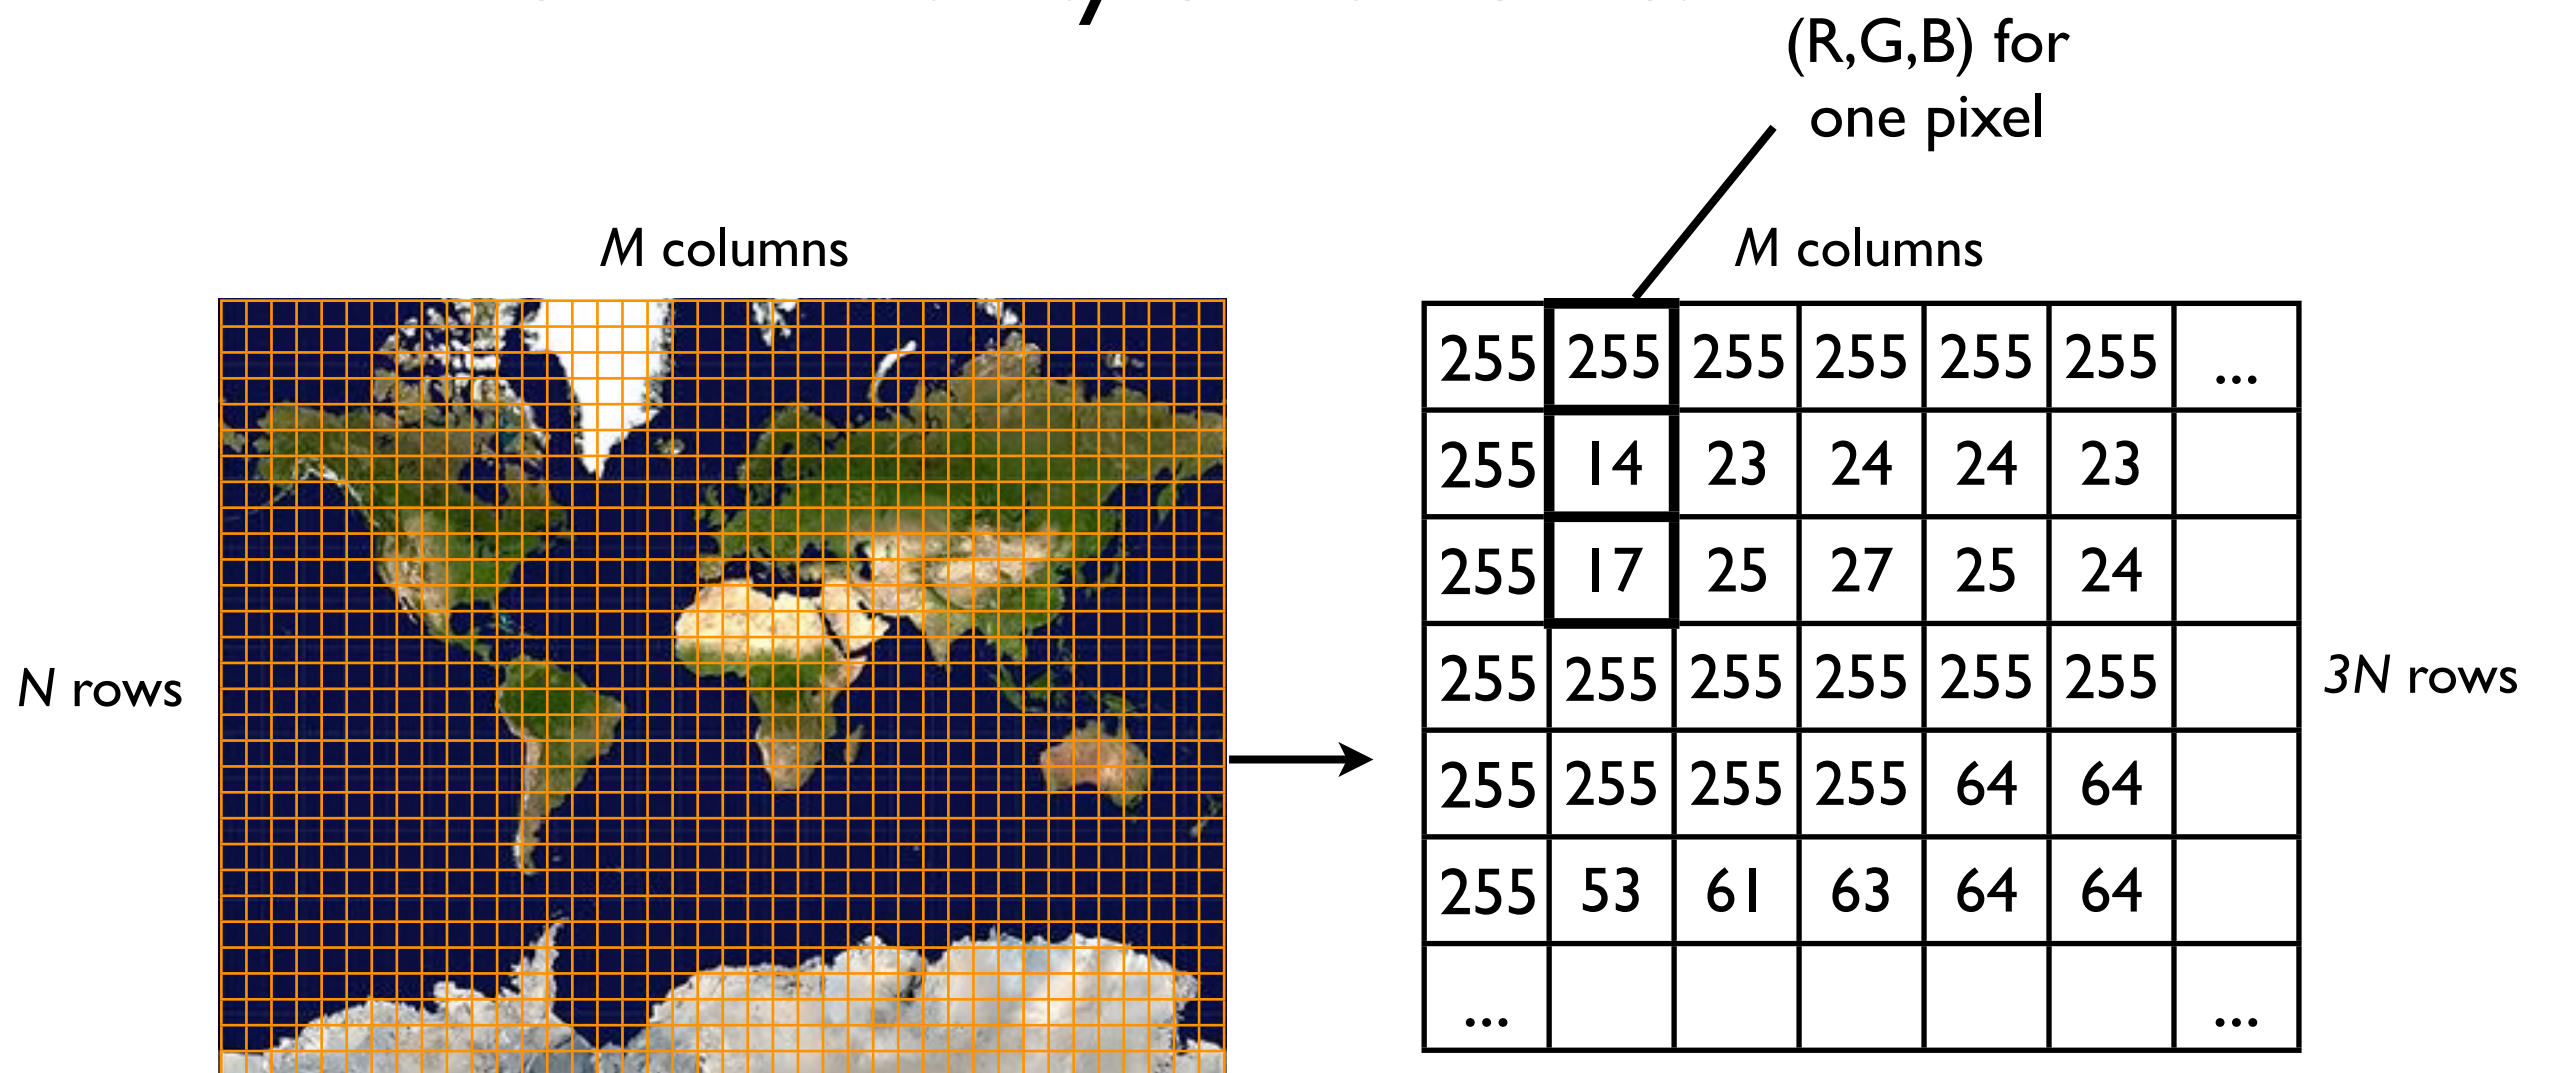 (R,G,B) for
one pixel
M columns
M columns
N rows
3N rows
255 255 255 255 255 255 ...
255 14 23 24 24 23
255 17 25 27 25 24
255 255 255 255 255 255
255 255 255 255 64 64
255 53 61 63 64 64
... ...